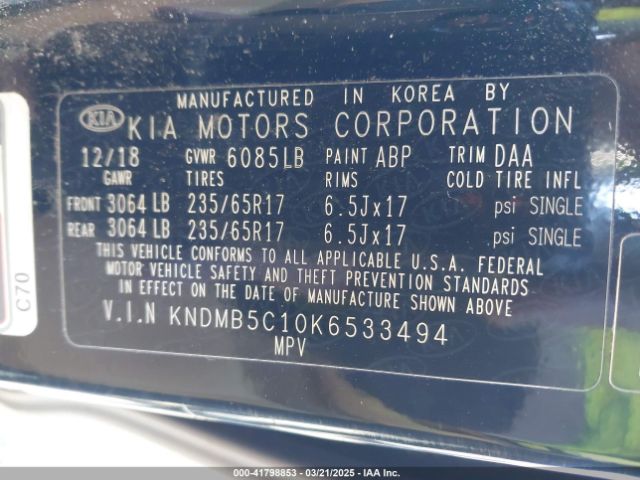 MANUFACTURED IN KOREA BY
KIA KIA MOTORS CORPORATION
12/18 GVWR 6085LB PAINT ABP TRIM DAA
GAWR TIRES RIMS COLD TIRE INFL
FRONT 3064 LB 235/65R17 6.5Jx17 psi SINGLE
REAR 3064 LB 235/65R17 6.5Jx17 psi SINGLE
THIS VEHICLE CONFORMS TO ALL APPLICABLE U.S.A. FEDERAL
MOTOR VEHICLE SAFETY AND THEFT PREVENTION STANDARDS
IN EFFECT ON THE DATE OF MANUFACTURE SHOWN ABOVE
V.I.N KNDMB5C10K6533494
MPV
C70
000-41798853 — 03/21/2025 — IAA Inc.